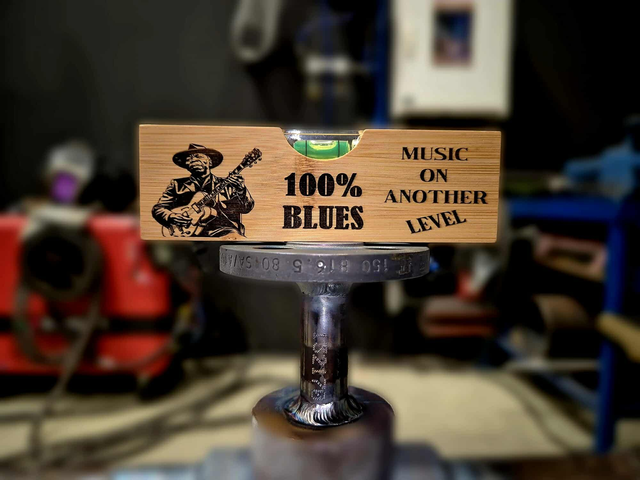 100%
BLUES
MUSIC
ON
ANOTHER
LEVEL